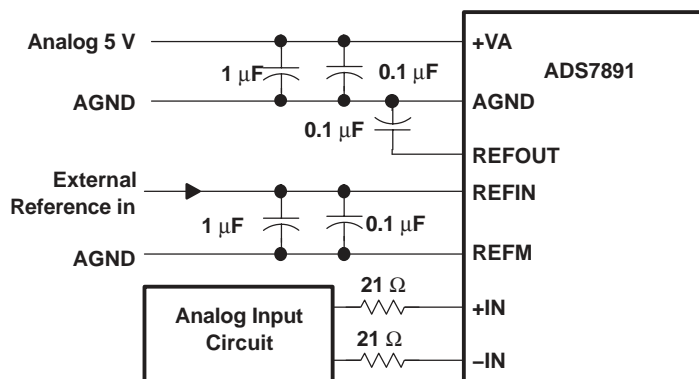 Analog 5 V
+VA
1 μF
0.1 μF
ADS7891
AGND
AGND
0.1 μF
REFOUT
External
Reference in
REFIN
1 μF
0.1 μF
AGND
REFM
21 Ω
+IN
Analog Input
Circuit
21 Ω
−IN